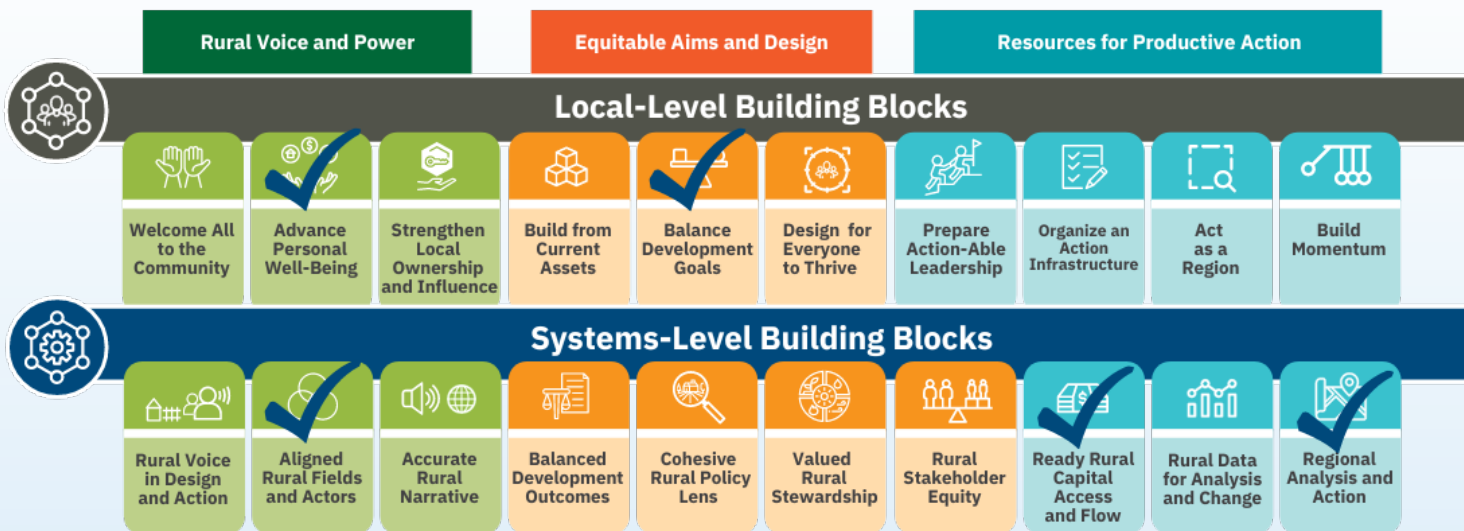 Rural Voice and Power
Equitable Aims and Design
Resources for Productive Action
Local-Level Building Blocks
Welcome All
to the
Community
Advance
Personal
Well-Being
Strengthen
Local
Ownership
and Influence
Build from
Current
Assets
Balance
Development
Goals
Design for
Everyone
to Thrive
Prepare
Action-Able
Leadership
Organize an
Action
Infrastructure
Act
as a
Region
Build
Momentum
Systems-Level Building Blocks
Rural Voice
in Design
and Action
Aligned
Rural Fields
and Actors
Accurate
Rural
Narrative
Balanced
Development
Outcomes
Cohesive
Rural Policy
Lens
Valued
Rural
Stewardship
Rural
Stakeholder
Equity
Ready Rural
Capital
Access
and Flow
Rural Data
for Analysis
and Change
Regional
Analysis and
Action